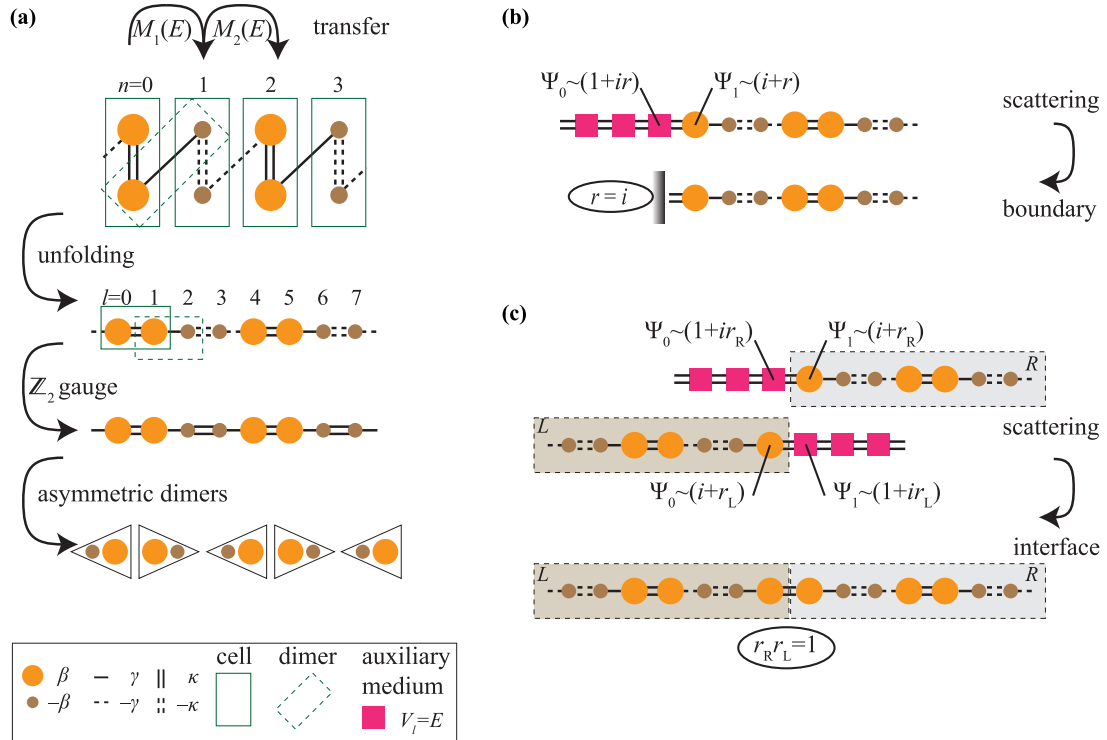 (a)
M₁(E) M₂(E) transfer
n=0 1 2 3
unfolding
l=0 1 2 3 4 5 6 7
ℤ₂ gauge
asymmetric dimers
β γ κ
−β −γ −κ
cell
dimer
auxiliary
medium
Vₗ=E
(b)
Ψ₀~(1+ir) Ψ₁~(i+r)
scattering
r = i
boundary
(c)
Ψ₀~(1+irR) Ψ₁~(i+rR)
R
L
scattering
Ψ₀~(i+rL) Ψ₁~(1+irL)
interface
L R
rRrL=1